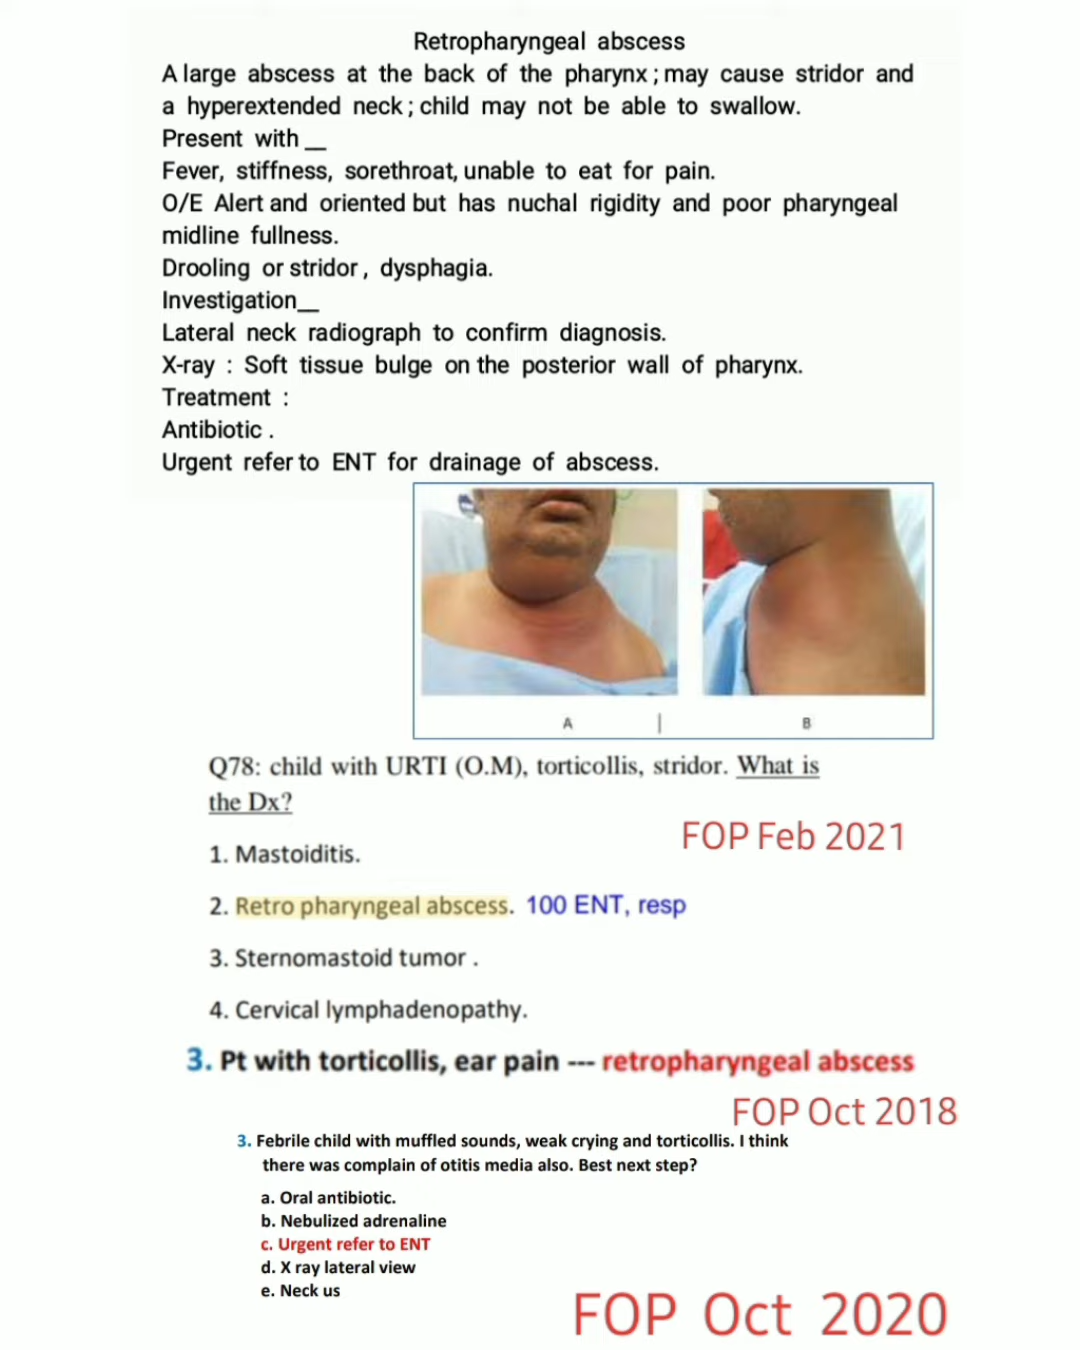 Retropharyngeal abscess
A large abscess at the back of the pharynx ; may cause stridor and
a hyperextended neck ; child may not be able to swallow.
Present with __
Fever, stiffness, sorethroat, unable to eat for pain.
O/E Alert and oriented but has nuchal rigidity and poor pharyngeal
midline fullness.
Drooling or stridor , dysphagia.
Investigation__
Lateral neck radiograph to confirm diagnosis.
X-ray : Soft tissue bulge on the posterior wall of pharynx.
Treatment :
Antibiotic .
Urgent refer to ENT for drainage of abscess.
A | B
Q78: child with URTI (O.M), torticollis, stridor. What is
the Dx?
FOP Feb 2021
1. Mastoiditis.
2. Retro pharyngeal abscess. 100 ENT, resp
3. Sternomastoid tumor .
4. Cervical lymphadenopathy.
3. Pt with torticollis, ear pain --- retropharyngeal abscess
FOP Oct 2018
3. Febrile child with muffled sounds, weak crying and torticollis. I think
there was complain of otitis media also. Best next step?
a. Oral antibiotic.
b. Nebulized adrenaline
c. Urgent refer to ENT
d. X ray lateral view
e. Neck us
FOP Oct 2020